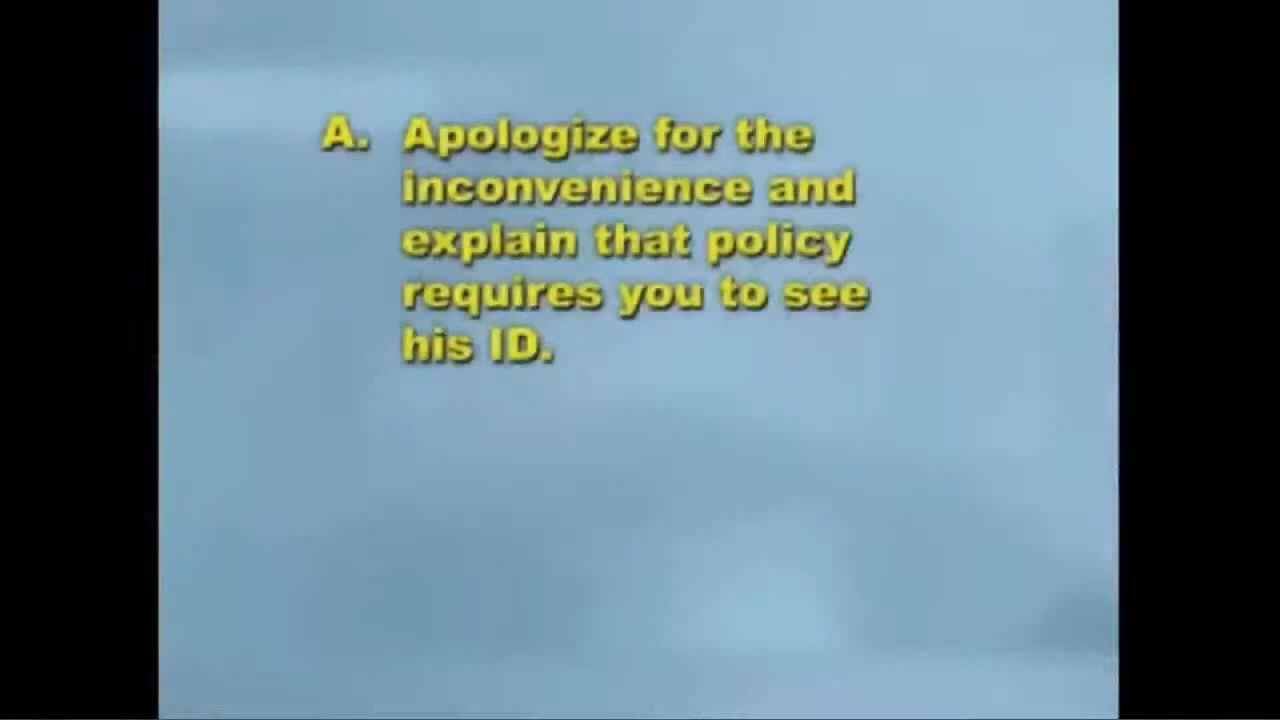 A. Apologize for the
inconvenience and
explain that policy
requires you to see
his ID.